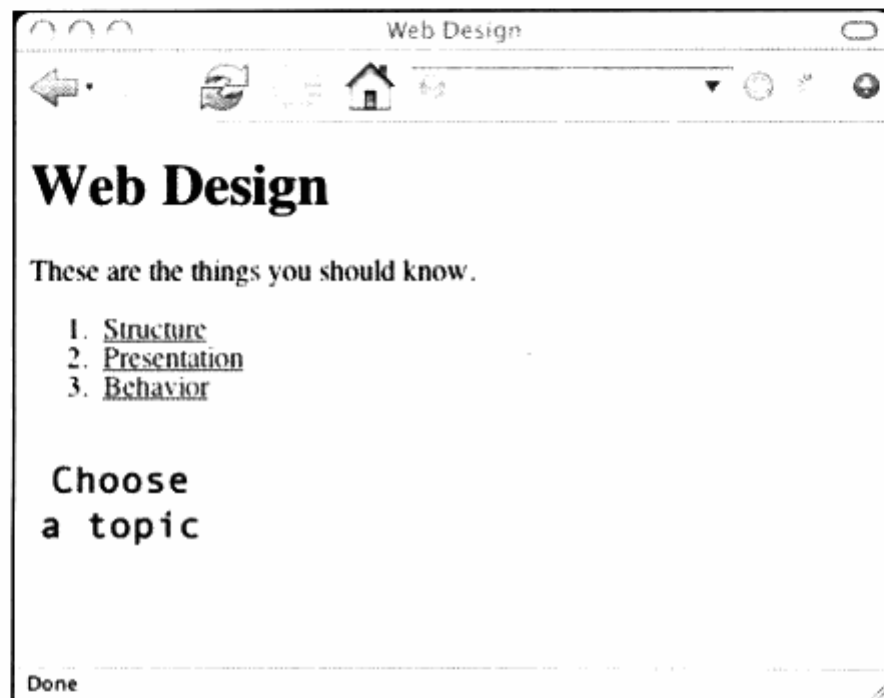 Web Design
Web Design
These are the things you should know.
1. Structure
2. Presentation
3. Behavior
Choose
a topic
Done